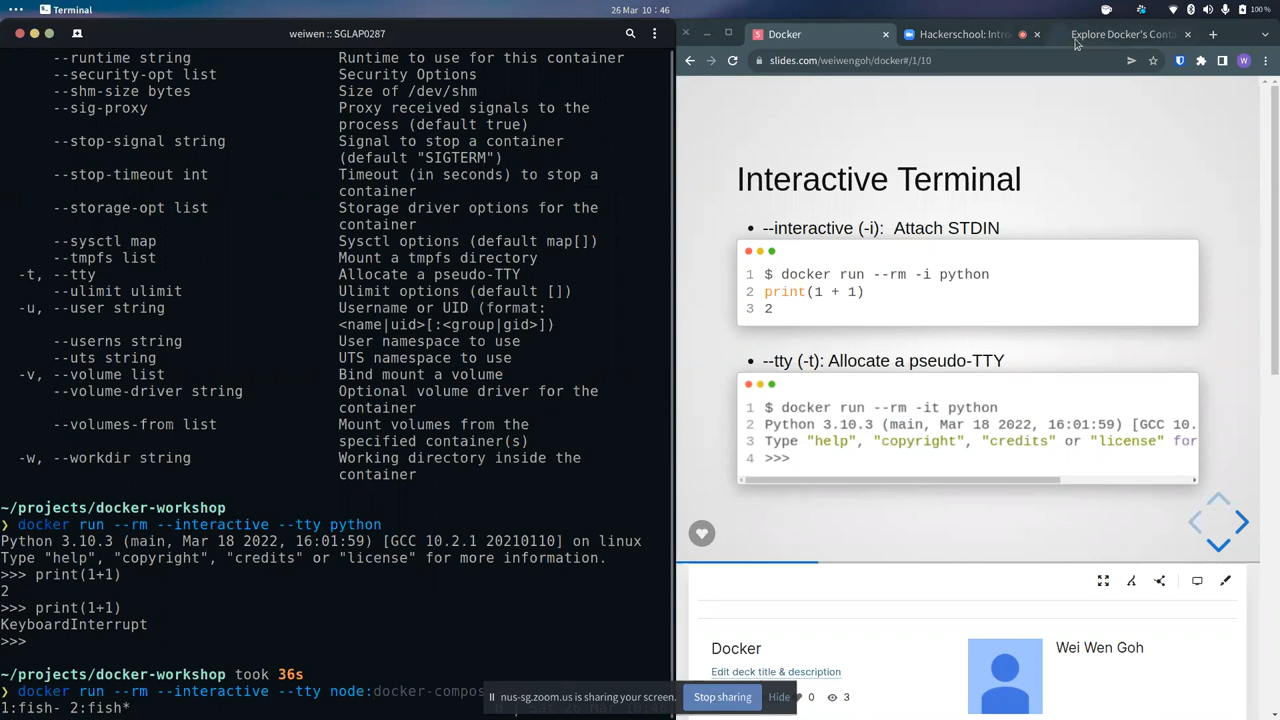 Terminal
26 Mar 10:46
100 %
weiwen :: SGLAP0287
--runtime string Runtime to use for this container
--security-opt list Security Options
--shm-size bytes Size of /dev/shm
--sig-proxy Proxy received signals to the
process (default true)
--stop-signal string Signal to stop a container
(default "SIGTERM")
--stop-timeout int Timeout (in seconds) to stop a
container
--storage-opt list Storage driver options for the
container
--sysctl map Sysctl options (default map[])
--tmpfs list Mount a tmpfs directory
-t, --tty Allocate a pseudo-TTY
--ulimit ulimit Ulimit options (default [])
-u, --user string Username or UID (format:
<name|uid>[:<group|gid>])
--userns string User namespace to use
--uts string UTS namespace to use
-v, --volume list Bind mount a volume
--volume-driver string Optional volume driver for the
container
--volumes-from list Mount volumes from the
specified container(s)
-w, --workdir string Working directory inside the
container
~/projects/docker-workshop
❯ docker run --rm --interactive --tty python
Python 3.10.3 (main, Mar 18 2022, 16:01:59) [GCC 10.2.1 20210110] on linux
Type "help", "copyright", "credits" or "license" for more information.
>>> print(1+1)
2
>>> print(1+1)
KeyboardInterrupt
>>>
~/projects/docker-workshop took 36s
❯ docker run --rm --interactive --tty node:docker-compos
1:fish- 2:fish*
Docker
Hackerschool: Intro
Explore Docker's Conta
slides.com/weiwengoh/docker#/1/10
W
Interactive Terminal
• --interactive (-i): Attach STDIN
1 $ docker run --rm -i python
2 print(1 + 1)
3 2
• --tty (-t): Allocate a pseudo-TTY
1 $ docker run --rm -it python
2 Python 3.10.3 (main, Mar 18 2022, 16:01:59) [GCC 10.
3 Type "help", "copyright", "credits" or "license" for
4 >>>
Docker
Edit deck title & description
0
3
Wei Wen Goh
nus-sg.zoom.us is sharing your screen.
Stop sharing
Hide